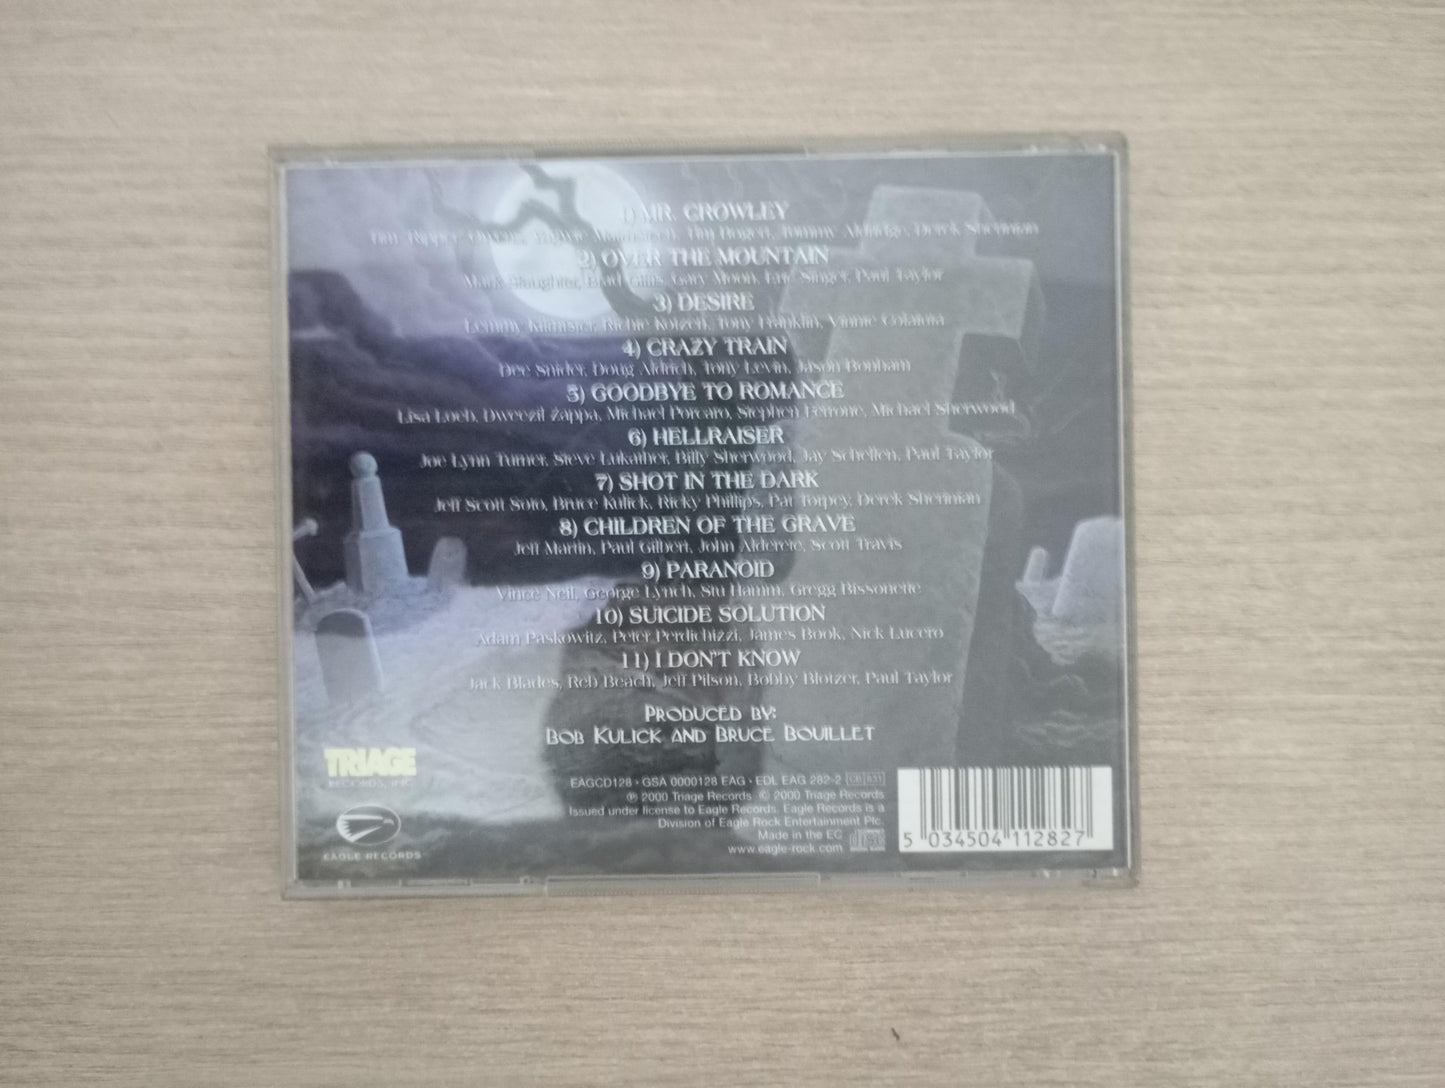 1) MR. CROWLEY
Tim "Ripper" Owens, Yngwie Malmsteen, Tim Bogert, Tommy Aldridge, Derek Sherinian
2) OVER THE MOUNTAIN
Mark Slaughter, Brad Gillis, Gary Moon, Eric Singer, Paul Taylor
3) DESIRE
Lemmy Kilmister, Richie Kotzen, Tony Franklin, Vinnie Colaiuta
4) CRAZY TRAIN
Dee Snider, Doug Aldrich, Tony Levin, Jason Bonham
5) GOODBYE TO ROMANCE
Lisa Loeb, Dweezil Zappa, Michael Porcaro, Stephen Ferrone, Michael Sherwood
6) HELLRAISER
Joe Lynn Turner, Steve Lukather, Billy Sherwood, Jay Schellen, Paul Taylor
7) SHOT IN THE DARK
Jeff Scott Soto, Bruce Kulick, Ricky Phillips, Pat Torpey, Derek Sherinian
8) CHILDREN OF THE GRAVE
Jeff Martin, Paul Gilbert, John Alderete, Scott Travis
9) PARANOID
Vince Neil, George Lynch, Stu Hamm, Gregg Bissonette
10) SUICIDE SOLUTION
Adam Paskowitz, Peter Perdichizzi, James Book, Nick Lucero
11) I DON'T KNOW
Jack Blades, Reb Beach, Jeff Pilson, Bobby Blotzer, Paul Taylor
PRODUCED BY:
BOB KULICK AND BRUCE BOUILLET
TRIAGE
RECORDS, INC.
EAGLE RECORDS
EAGCD128 • GSA 0000128 EAG • EDL EAG 282-2
℗ 2000 Triage Records © 2000 Triage Records
Issued under license to Eagle Records. Eagle Records is a
Division of Eagle Rock Entertainment Plc.
Made in the EC
www.eagle-rock.com
5 034504 112827